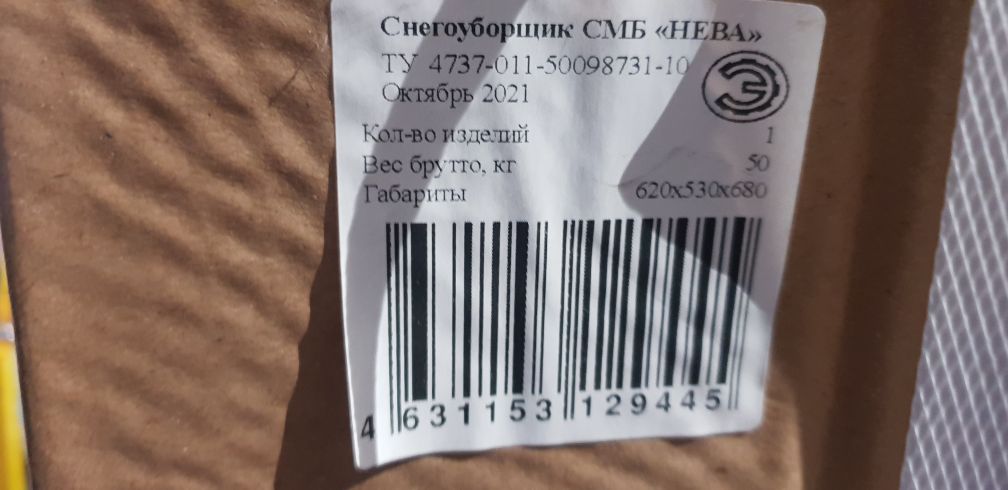 Снегоуборщик СМБ «НЕВА»
ТУ 4737-011-50098731-10
Октябрь 2021
Кол-во изделий 1
Вес брутто, кг 50
Габариты 620х530х680
4 631153 129445